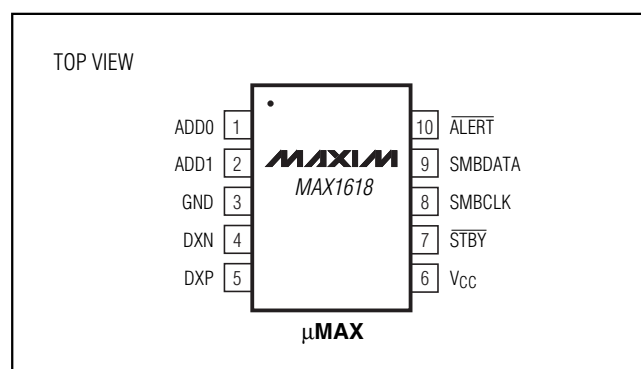 TOP VIEW
ADD0 1
ADD1 2
GND 3
DXN 4
DXP 5
MAXIM
MAX1618
10 ALERT
9 SMBDATA
8 SMBCLK
7 STBY
6 VCC
µMAX